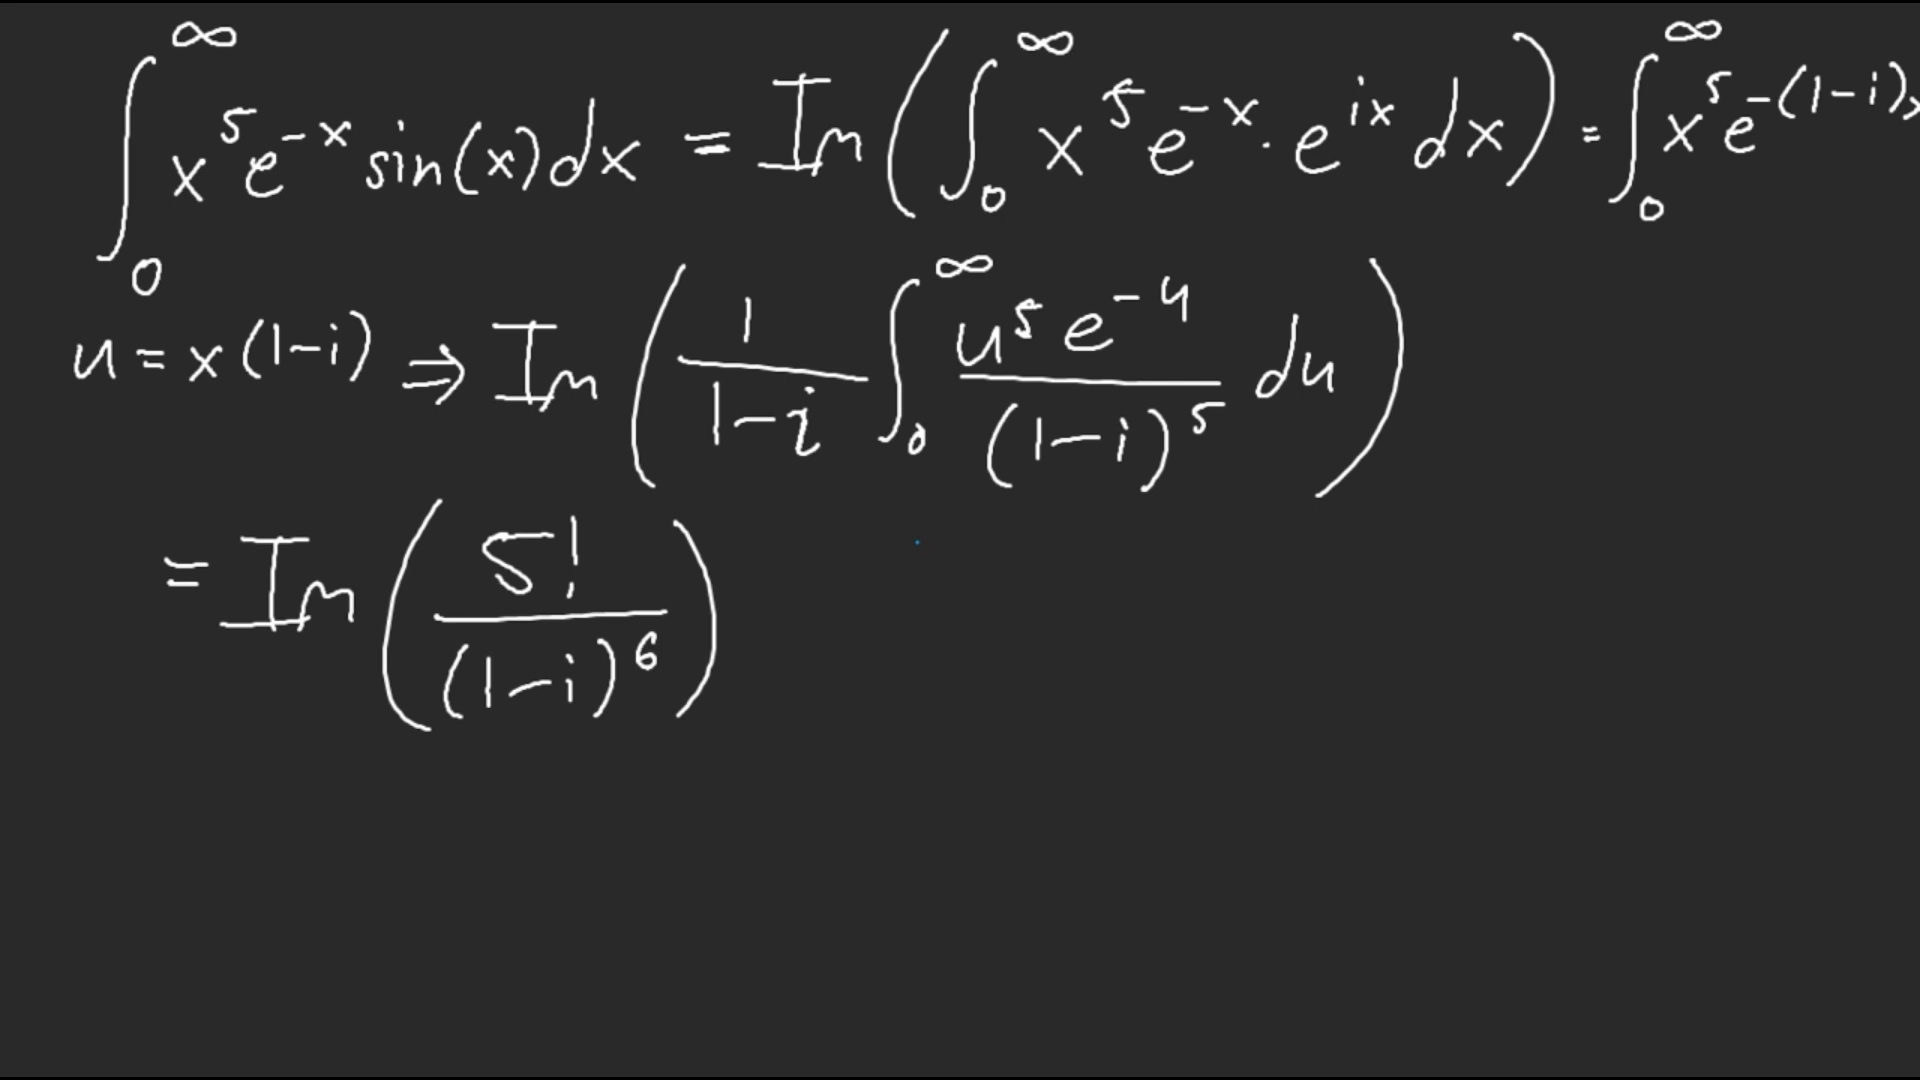 ∫₀^∞ x⁵e^{-x} sin(x)dx = Im(∫₀^∞ x⁵e^{-x}·e^{ix}dx) = ∫₀^∞ x⁵e^{-(1-i)x}
u = x(1-i) ⇒ Im(1/(1-i) ∫₀^∞ u⁵e^{-u}/(1-i)⁵ du)
= Im(5!/(1-i)⁶)